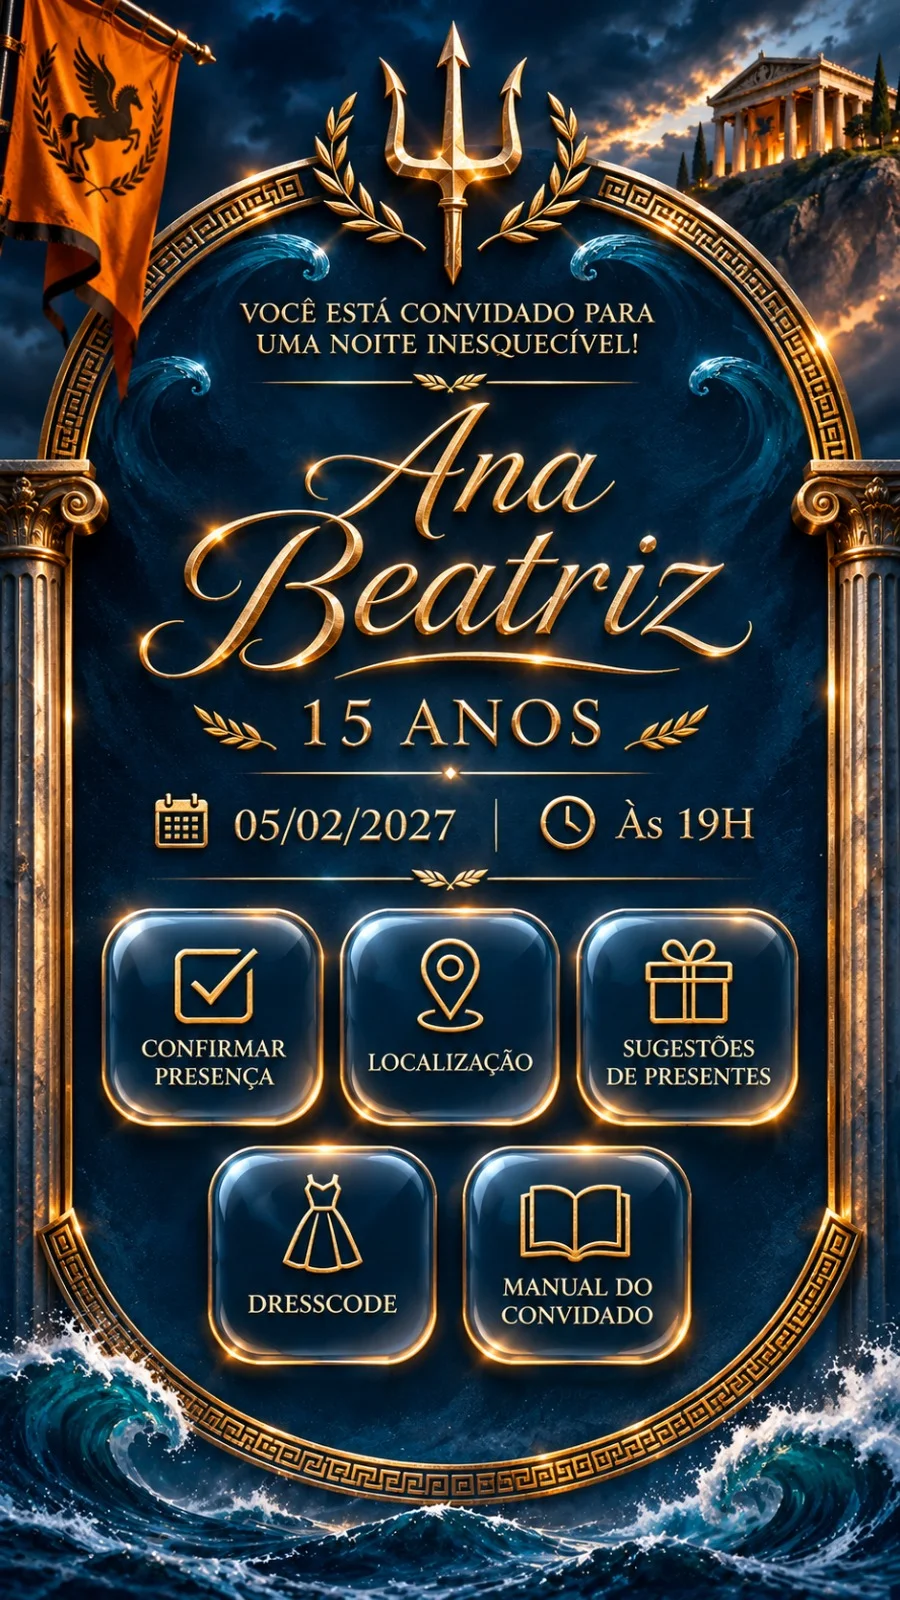 VOCÊ ESTÁ CONVIDADO PARA
UMA NOITE INESQUECÍVEL!
Ana
Beatriz
15 ANOS
05/02/2027 | Às 19H
CONFIRMAR
PRESENÇA
LOCALIZAÇÃO
SUGESTÕES
DE PRESENTES
DRESSCODE
MANUAL DO
CONVIDADO